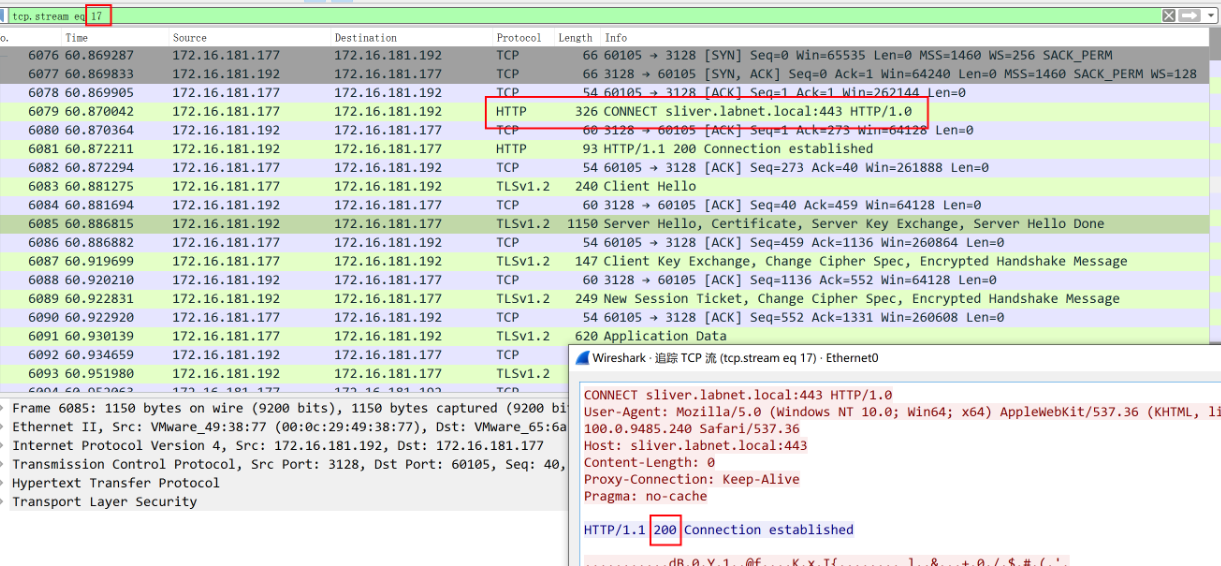 tcp.stream eq 17
o. Time Source Destination Protocol Length Info
6076 60.869287 172.16.181.177 172.16.181.192 TCP 66 60105 → 3128 [SYN] Seq=0 Win=65535 Len=0 MSS=1460 WS=256 SACK_PERM
6077 60.869833 172.16.181.192 172.16.181.177 TCP 66 3128 → 60105 [SYN, ACK] Seq=0 Ack=1 Win=64240 Len=0 MSS=1460 SACK_PERM WS=128
6078 60.869905 172.16.181.177 172.16.181.192 TCP 54 60105 → 3128 [ACK] Seq=1 Ack=1 Win=262144 Len=0
6079 60.870042 172.16.181.177 172.16.181.192 HTTP 326 CONNECT sliver.labnet.local:443 HTTP/1.0
6080 60.870364 172.16.181.192 172.16.181.177 TCP 60 3128 → 60105 [ACK] Seq=1 Ack=273 Win=64128 Len=0
6081 60.872211 172.16.181.192 172.16.181.177 HTTP 93 HTTP/1.1 200 Connection established
6082 60.872294 172.16.181.177 172.16.181.192 TCP 54 60105 → 3128 [ACK] Seq=273 Ack=40 Win=261888 Len=0
6083 60.881275 172.16.181.177 172.16.181.192 TLSv1.2 240 Client Hello
6084 60.881694 172.16.181.192 172.16.181.177 TCP 60 3128 → 60105 [ACK] Seq=40 Ack=459 Win=64128 Len=0
6085 60.886815 172.16.181.192 172.16.181.177 TLSv1.2 1150 Server Hello, Certificate, Server Key Exchange, Server Hello Done
6086 60.886882 172.16.181.177 172.16.181.192 TCP 54 60105 → 3128 [ACK] Seq=459 Ack=1136 Win=260864 Len=0
6087 60.919699 172.16.181.177 172.16.181.192 TLSv1.2 147 Client Key Exchange, Change Cipher Spec, Encrypted Handshake Message
6088 60.920210 172.16.181.192 172.16.181.177 TCP 60 3128 → 60105 [ACK] Seq=1136 Ack=552 Win=64128 Len=0
6089 60.922831 172.16.181.192 172.16.181.177 TLSv1.2 249 New Session Ticket, Change Cipher Spec, Encrypted Handshake Message
6090 60.922920 172.16.181.177 172.16.181.192 TCP 54 60105 → 3128 [ACK] Seq=552 Ack=1331 Win=260608 Len=0
6091 60.930139 172.16.181.177 172.16.181.192 TLSv1.2 620 Application Data
6092 60.934659 172.16.181.192 172.16.181.177 TCP
6093 60.951980 172.16.181.192 172.16.181.177 TLSv1.2
Frame 6085: 1150 bytes on wire (9200 bits), 1150 bytes captured (9200 bi
Ethernet II, Src: VMware_49:38:77 (00:0c:29:49:38:77), Dst: VMware_65:6a
Internet Protocol Version 4, Src: 172.16.181.192, Dst: 172.16.181.177
Transmission Control Protocol, Src Port: 3128, Dst Port: 60105, Seq: 40,
Hypertext Transfer Protocol
Transport Layer Security
Wireshark · 追踪 TCP 流 (tcp.stream eq 17) · Ethernet0
CONNECT sliver.labnet.local:443 HTTP/1.0
User-Agent: Mozilla/5.0 (Windows NT 10.0; Win64; x64) AppleWebKit/537.36 (KHTML, li
100.0.9485.240 Safari/537.36
Host: sliver.labnet.local:443
Content-Length: 0
Proxy-Connection: Keep-Alive
Pragma: no-cache
HTTP/1.1 200 Connection established